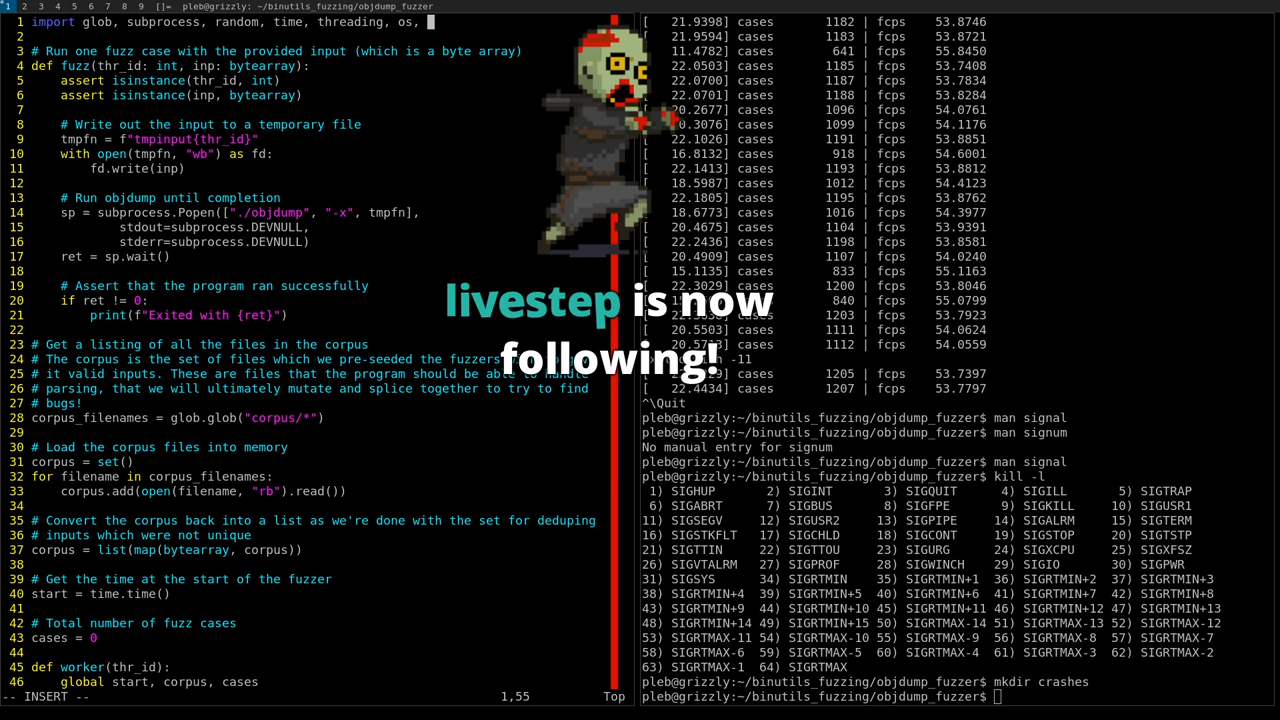 1 2 3 4 5 6 7 8 9 []= pleb@grizzly: ~/binutils_fuzzing/objdump_fuzzer
1 import glob, subprocess, random, time, threading, os,
2
3 # Run one fuzz case with the provided input (which is a byte array)
4 def fuzz(thr_id: int, inp: bytearray):
5     assert isinstance(thr_id, int)
6     assert isinstance(inp, bytearray)
7
8     # Write out the input to a temporary file
9     tmpfn = f"tmpinput{thr_id}"
10     with open(tmpfn, "wb") as fd:
11         fd.write(inp)
12
13     # Run objdump until completion
14     sp = subprocess.Popen(["./objdump", "-x", tmpfn],
15             stdout=subprocess.DEVNULL,
16             stderr=subprocess.DEVNULL)
17     ret = sp.wait()
18
19     # Assert that the program ran successfully
20     if ret != 0:
21         print(f"Exited with {ret}")
22
23 # Get a listing of all the files in the corpus
24 # The corpus is the set of files which we pre-seeded the fuzzers
25 # it valid inputs. These are files that the program should be able to handle
26 # parsing, that we will ultimately mutate and splice together to try to find
27 # bugs!
28 corpus_filenames = glob.glob("corpus/*")
29
30 # Load the corpus files into memory
31 corpus = set()
32 for filename in corpus_filenames:
33     corpus.add(open(filename, "rb").read())
34
35 # Convert the corpus back into a list as we're done with the set for deduping
36 # inputs which were not unique
37 corpus = list(map(bytearray, corpus))
38
39 # Get the time at the start of the fuzzer
40 start = time.time()
41
42 # Total number of fuzz cases
43 cases = 0
44
45 def worker(thr_id):
46     global start, corpus, cases
-- INSERT -- 1,55 Top
livestep is now
following!
[ 21.9398] cases 1182 | fcps 53.8746
[ 21.9594] cases 1183 | fcps 53.8721
[ 11.4782] cases 641 | fcps 55.8450
[ 22.0503] cases 1185 | fcps 53.7408
[ 22.0700] cases 1187 | fcps 53.7834
[ 22.0701] cases 1188 | fcps 53.8284
20.2677] cases 1096 | fcps 54.0761
20.3076] cases 1099 | fcps 54.1176
[ 22.1026] cases 1191 | fcps 53.8851
[ 16.8132] cases 918 | fcps 54.6001
[ 22.1413] cases 1193 | fcps 53.8812
[ 18.5987] cases 1012 | fcps 54.4123
[ 22.1805] cases 1195 | fcps 53.8762
[ 18.6773] cases 1016 | fcps 54.3977
[ 20.4675] cases 1104 | fcps 53.9391
[ 22.2436] cases 1198 | fcps 53.8581
[ 20.4909] cases 1107 | fcps 54.0240
[ 15.1135] cases 833 | fcps 55.1163
[ 22.3029] cases 1200 | fcps 53.8046
840 | fcps 55.0799
1203 | fcps 53.7923
[ 20.5503] cases 1111 | fcps 54.0624
cases 1112 | fcps 54.0559
-11
] cases 1205 | fcps 53.7397
[ 22.4434] cases 1207 | fcps 53.7797
^\Quit
pleb@grizzly:~/binutils_fuzzing/objdump_fuzzer$ man signal
pleb@grizzly:~/binutils_fuzzing/objdump_fuzzer$ man signum
No manual entry for signum
pleb@grizzly:~/binutils_fuzzing/objdump_fuzzer$ man signal
pleb@grizzly:~/binutils_fuzzing/objdump_fuzzer$ kill -l
1) SIGHUP 2) SIGINT 3) SIGQUIT 4) SIGILL 5) SIGTRAP
6) SIGABRT 7) SIGBUS 8) SIGFPE 9) SIGKILL 10) SIGUSR1
11) SIGSEGV 12) SIGUSR2 13) SIGPIPE 14) SIGALRM 15) SIGTERM
16) SIGSTKFLT 17) SIGCHLD 18) SIGCONT 19) SIGSTOP 20) SIGTSTP
21) SIGTTIN 22) SIGTTOU 23) SIGURG 24) SIGXCPU 25) SIGXFSZ
26) SIGVTALRM 27) SIGPROF 28) SIGWINCH 29) SIGIO 30) SIGPWR
31) SIGSYS 34) SIGRTMIN 35) SIGRTMIN+1 36) SIGRTMIN+2 37) SIGRTMIN+3
38) SIGRTMIN+4 39) SIGRTMIN+5 40) SIGRTMIN+6 41) SIGRTMIN+7 42) SIGRTMIN+8
43) SIGRTMIN+9 44) SIGRTMIN+10 45) SIGRTMIN+11 46) SIGRTMIN+12 47) SIGRTMIN+13
48) SIGRTMIN+14 49) SIGRTMIN+15 50) SIGRTMAX-14 51) SIGRTMAX-13 52) SIGRTMAX-12
53) SIGRTMAX-11 54) SIGRTMAX-10 55) SIGRTMAX-9 56) SIGRTMAX-8 57) SIGRTMAX-7
58) SIGRTMAX-6 59) SIGRTMAX-5 60) SIGRTMAX-4 61) SIGRTMAX-3 62) SIGRTMAX-2
63) SIGRTMAX-1 64) SIGRTMAX
pleb@grizzly:~/binutils_fuzzing/objdump_fuzzer$ mkdir crashes
pleb@grizzly:~/binutils_fuzzing/objdump_fuzzer$